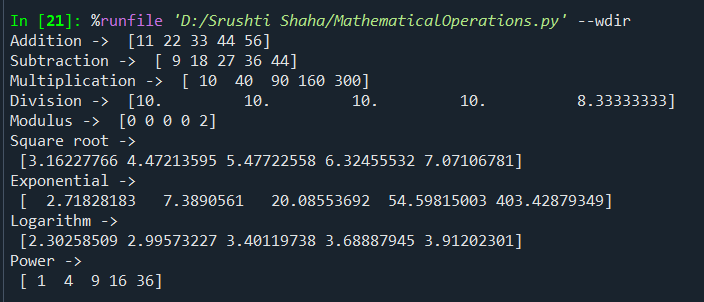 In [21]: %runfile 'D:/Srushti Shaha/MathematicalOperations.py' --wdir
Addition ->  [11 22 33 44 56]
Subtraction ->  [ 9 18 27 36 44]
Multiplication ->  [ 10  40  90 160 300]
Division ->  [10.         10.         10.         10.          8.33333333]
Modulus ->  [0 0 0 0 2]
Square root ->
 [3.16227766 4.47213595 5.47722558 6.32455532 7.07106781]
Exponential ->
 [  2.71828183   7.3890561   20.08553692  54.59815003 403.42879349]
Logarithm ->
 [2.30258509 2.99573227 3.40119738 3.68887945 3.91202301]
Power ->
 [ 1  4  9 16 36]